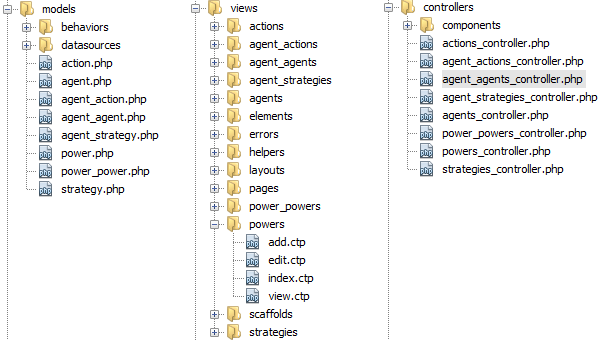 models
behaviors
datasources
action.php
agent.php
agent_action.php
agent_agent.php
agent_strategy.php
power.php
power_power.php
strategy.php
views
actions
agent_actions
agent_agents
agent_strategies
agents
elements
errors
helpers
layouts
pages
power_powers
powers
add.ctp
edit.ctp
index.ctp
view.ctp
scaffolds
strategies
controllers
components
actions_controller.php
agent_actions_controller.php
agent_agents_controller.php
agent_strategies_controller.php
agents_controller.php
power_powers_controller.php
powers_controller.php
strategies_controller.php